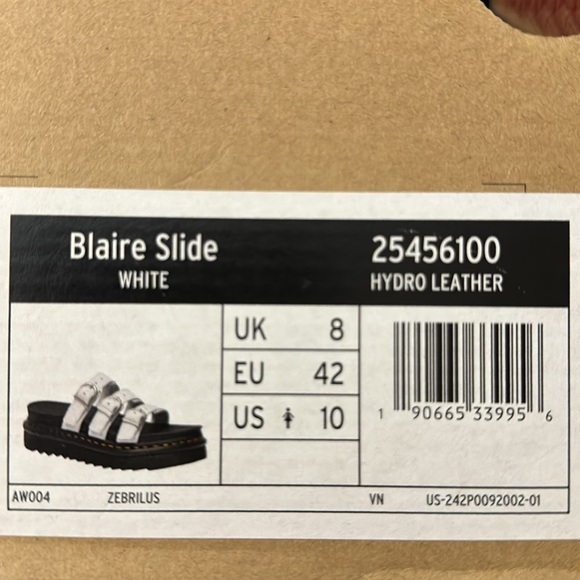 Blaire Slide
WHITE
25456100
HYDRO LEATHER
UK 8
EU 42
US 10
1 90665 33995 6
AW004 ZEBRILUS VN US-242P0092002-01